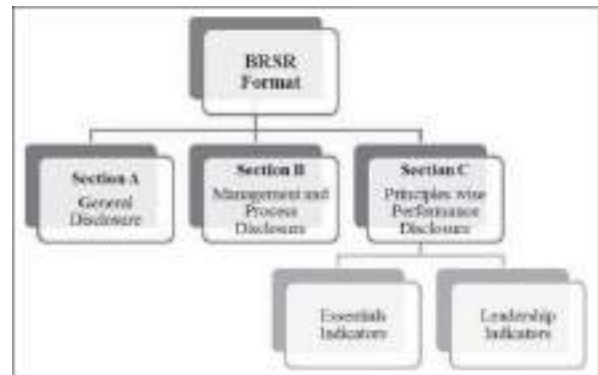 BRSR
Format
Section A
General
Disclosure
Section B
Management and
Process
Disclosure
Section C
Principles wise
Performance
Disclosure
Essentials
Indicators
Leadership
Indicators